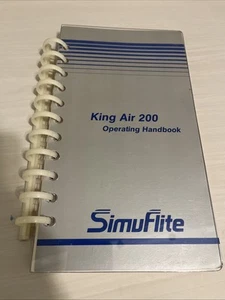 King Air 200
Operating Handbook
SimuFlite